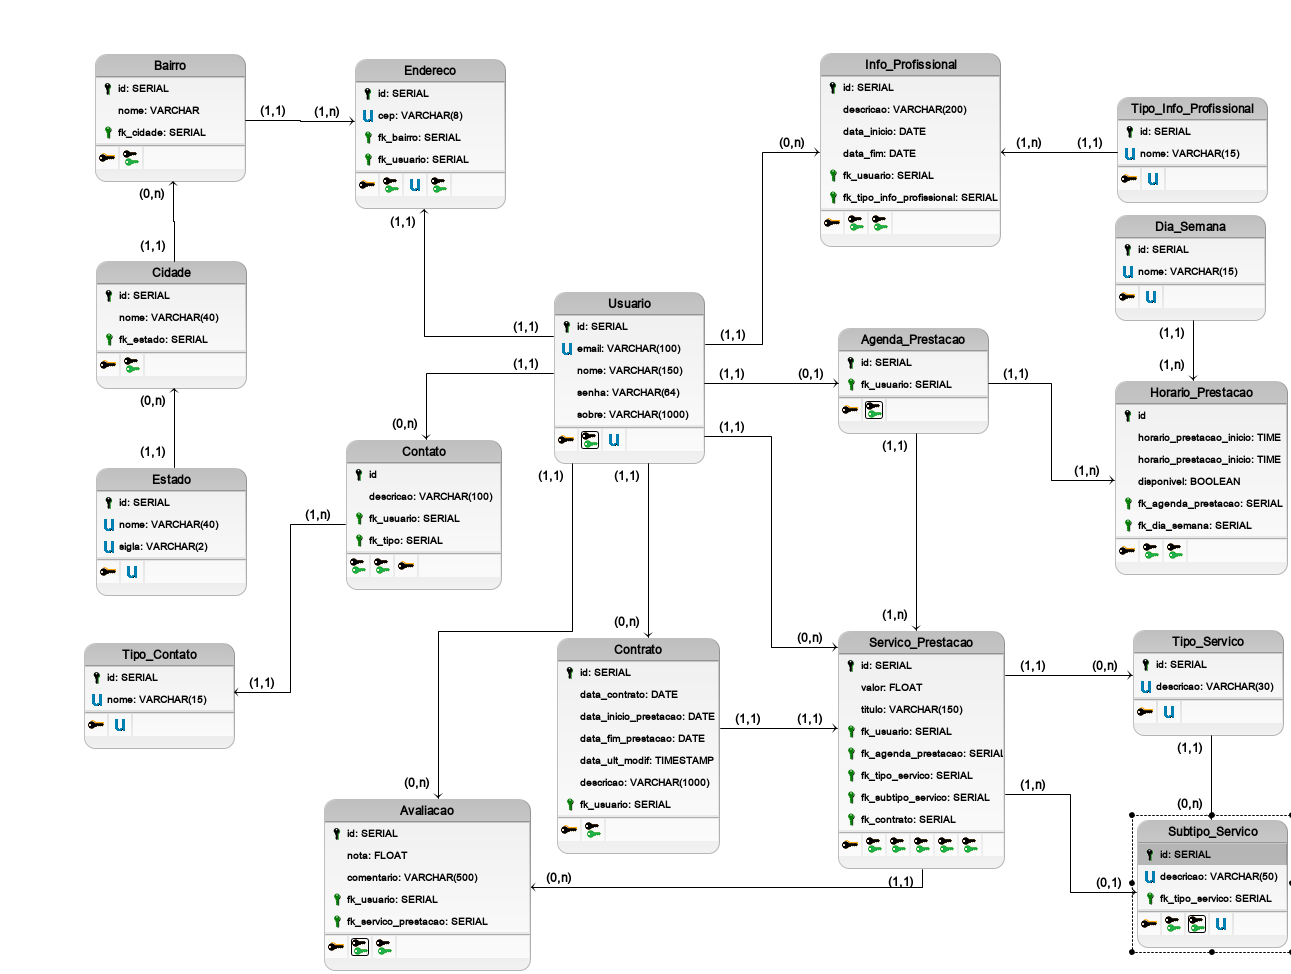 Bairro
id: SERIAL
nome: VARCHAR
fk_cidade: SERIAL
(1,1)
(1,n)
Endereco
id: SERIAL
U cep: VARCHAR(8)
fk_bairro: SERIAL
fk_usuario: SERIAL
U
(0,n)
(1,1)
Cidade
id: SERIAL
nome: VARCHAR(40)
fk_estado: SERIAL
(0,n)
(1,1)
Estado
id: SERIAL
U nome: VARCHAR(40)
U sigla: VARCHAR(2)
U
(1,1)
(1,1)
Usuario
id: SERIAL
U email: VARCHAR(100)
nome: VARCHAR(150)
senha: VARCHAR(64)
sobre: VARCHAR(1000)
U
(1,1)
(0,n)
Info_Profissional
id: SERIAL
descricao: VARCHAR(200)
data_inicio: DATE
data_fim: DATE
fk_usuario: SERIAL
fk_tipo_info_profissional: SERIAL
(1,n)
(1,1)
Tipo_Info_Profissional
id: SERIAL
U nome: VARCHAR(15)
U
Dia_Semana
id: SERIAL
U nome: VARCHAR(15)
U
(1,1)
(1,n)
Horario_Prestacao
id
horario_prestacao_inicio: TIME
horario_prestacao_inicio: TIME
disponivel: BOOLEAN
fk_agenda_prestacao: SERIAL
fk_dia_semana: SERIAL
(1,1)
(0,1)
Agenda_Prestacao
id: SERIAL
fk_usuario: SERIAL
(1,1)
(1,n)
(1,1)
(1,n)
(1,1)
(0,n)
(1,1)
(0,n)
Contato
id
descricao: VARCHAR(100)
fk_usuario: SERIAL
fk_tipo: SERIAL
(1,n)
(1,1)
Tipo_Contato
id: SERIAL
U nome: VARCHAR(15)
U
(1,1)
(0,n)
(1,1)
(0,n)
Contrato
id: SERIAL
data_contrato: DATE
data_inicio_prestacao: DATE
data_fim_prestacao: DATE
data_ult_modif: TIMESTAMP
descricao: VARCHAR(1000)
fk_usuario: SERIAL
(1,1)
(1,1)
Servico_Prestacao
id: SERIAL
valor: FLOAT
titulo: VARCHAR(150)
fk_usuario: SERIAL
fk_agenda_prestacao: SERIAL
fk_tipo_servico: SERIAL
fk_subtipo_servico: SERIAL
fk_contrato: SERIAL
(1,1)
(0,n)
Tipo_Servico
id: SERIAL
U descricao: VARCHAR(30)
U
(1,1)
(0,n)
(1,n)
(0,1)
Subtipo_Servico
id: SERIAL
U descricao: VARCHAR(50)
fk_tipo_servico: SERIAL
U
Avaliacao
id: SERIAL
nota: FLOAT
comentario: VARCHAR(500)
fk_usuario: SERIAL
fk_servico_prestacao: SERIAL
(0,n)
(1,1)